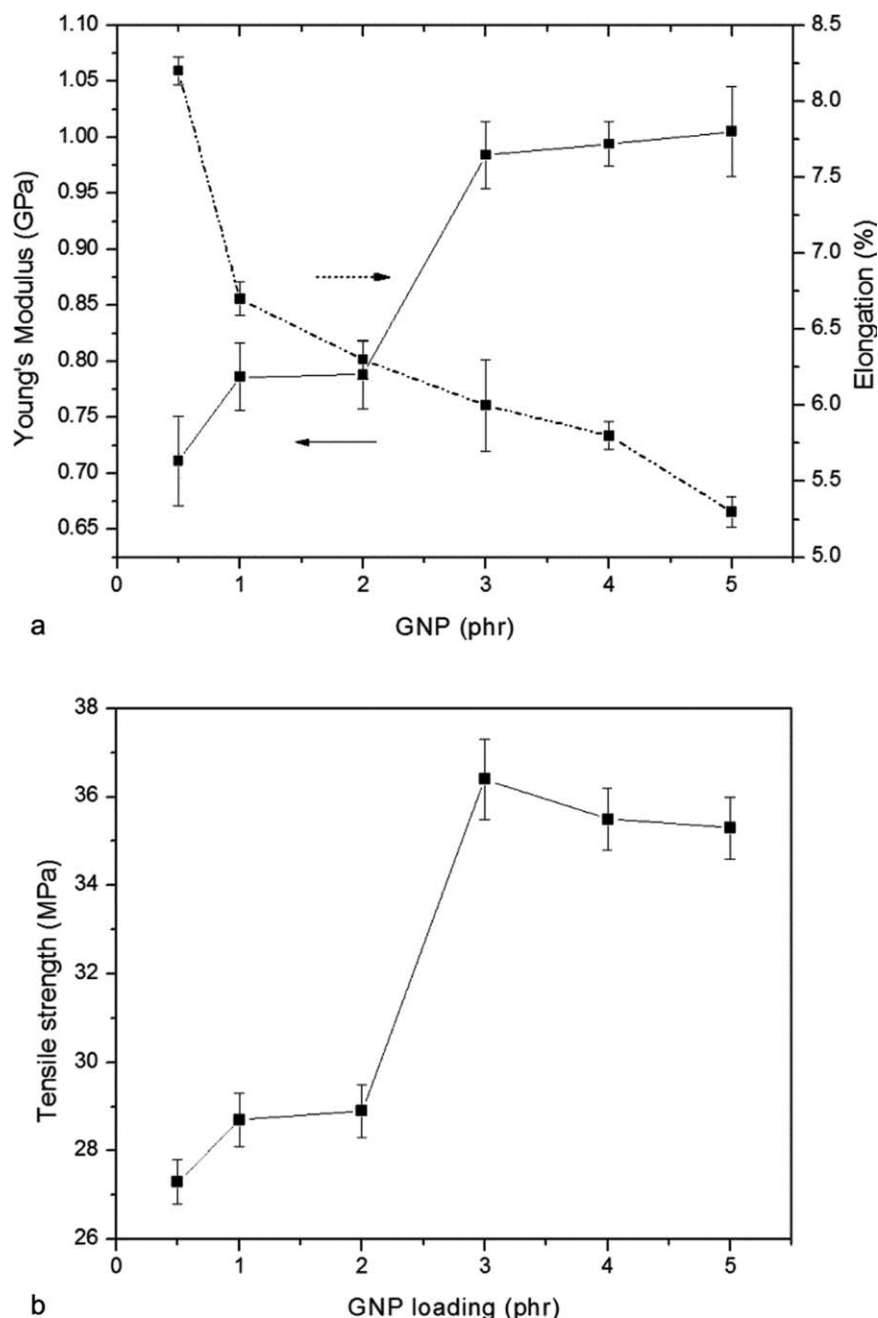 1.10
1.05
1.00
0.95
0.90
0.85
0.80
0.75
0.70
0.65
Young's Modulus (GPa)
8.5
8.0
7.5
7.0
6.5
6.0
5.5
5.0
Elongation (%)
0 1 2 3 4 5
GNP (phr)
a
38
36
34
32
30
28
26
Tensile strength (MPa)
0 1 2 3 4 5
GNP loading (phr)
b